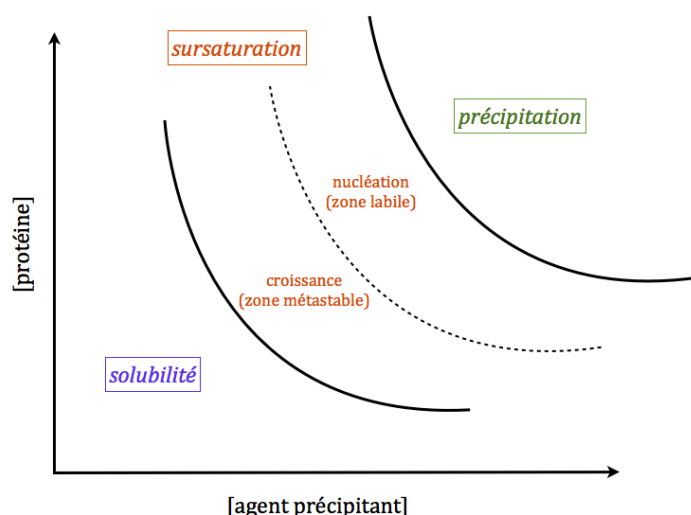 sursaturation
précipitation
nucléation
(zone labile)
[protéine]
croissance
(zone métastable)
solubilité
[agent précipitant]